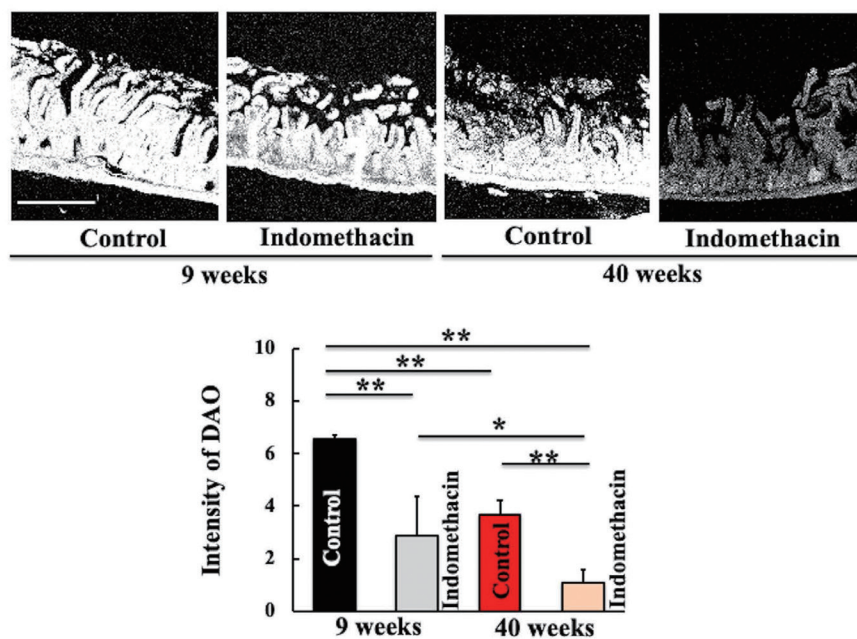 Control Indomethacin Control Indomethacin
9 weeks 40 weeks
10
8
6
4
2
0
Intensity of DAO
**
**
**
*
**
Control
Indomethacin
Control
Indomethacin
9 weeks 40 weeks